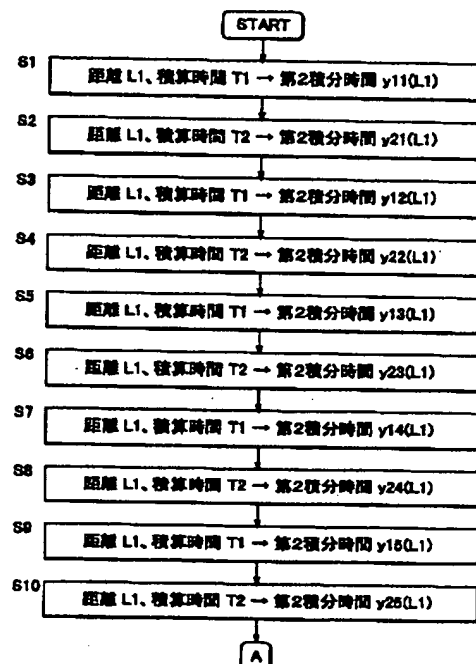 START
S1
距離 L1、積算時間 T1 → 第2積分時間 y11(L1)
S2
距離 L1、積算時間 T2 → 第2積分時間 y21(L1)
S3
距離 L1、積算時間 T1 → 第2積分時間 y12(L1)
S4
距離 L1、積算時間 T2 → 第2積分時間 y22(L1)
S5
距離 L1、積算時間 T1 → 第2積分時間 y13(L1)
S6
距離 L1、積算時間 T2 → 第2積分時間 y23(L1)
S7
距離 L1、積算時間 T1 → 第2積分時間 y14(L1)
S8
距離 L1、積算時間 T2 → 第2積分時間 y24(L1)
S9
距離 L1、積算時間 T1 → 第2積分時間 y15(L1)
S10
距離 L1、積算時間 T2 → 第2積分時間 y25(L1)
A